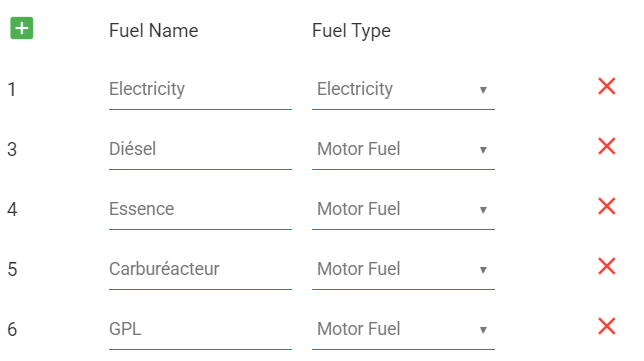 Fuel Name Fuel Type
1 Electricity Electricity
3 Diésel Motor Fuel
4 Essence Motor Fuel
5 Carburéacteur Motor Fuel
6 GPL Motor Fuel